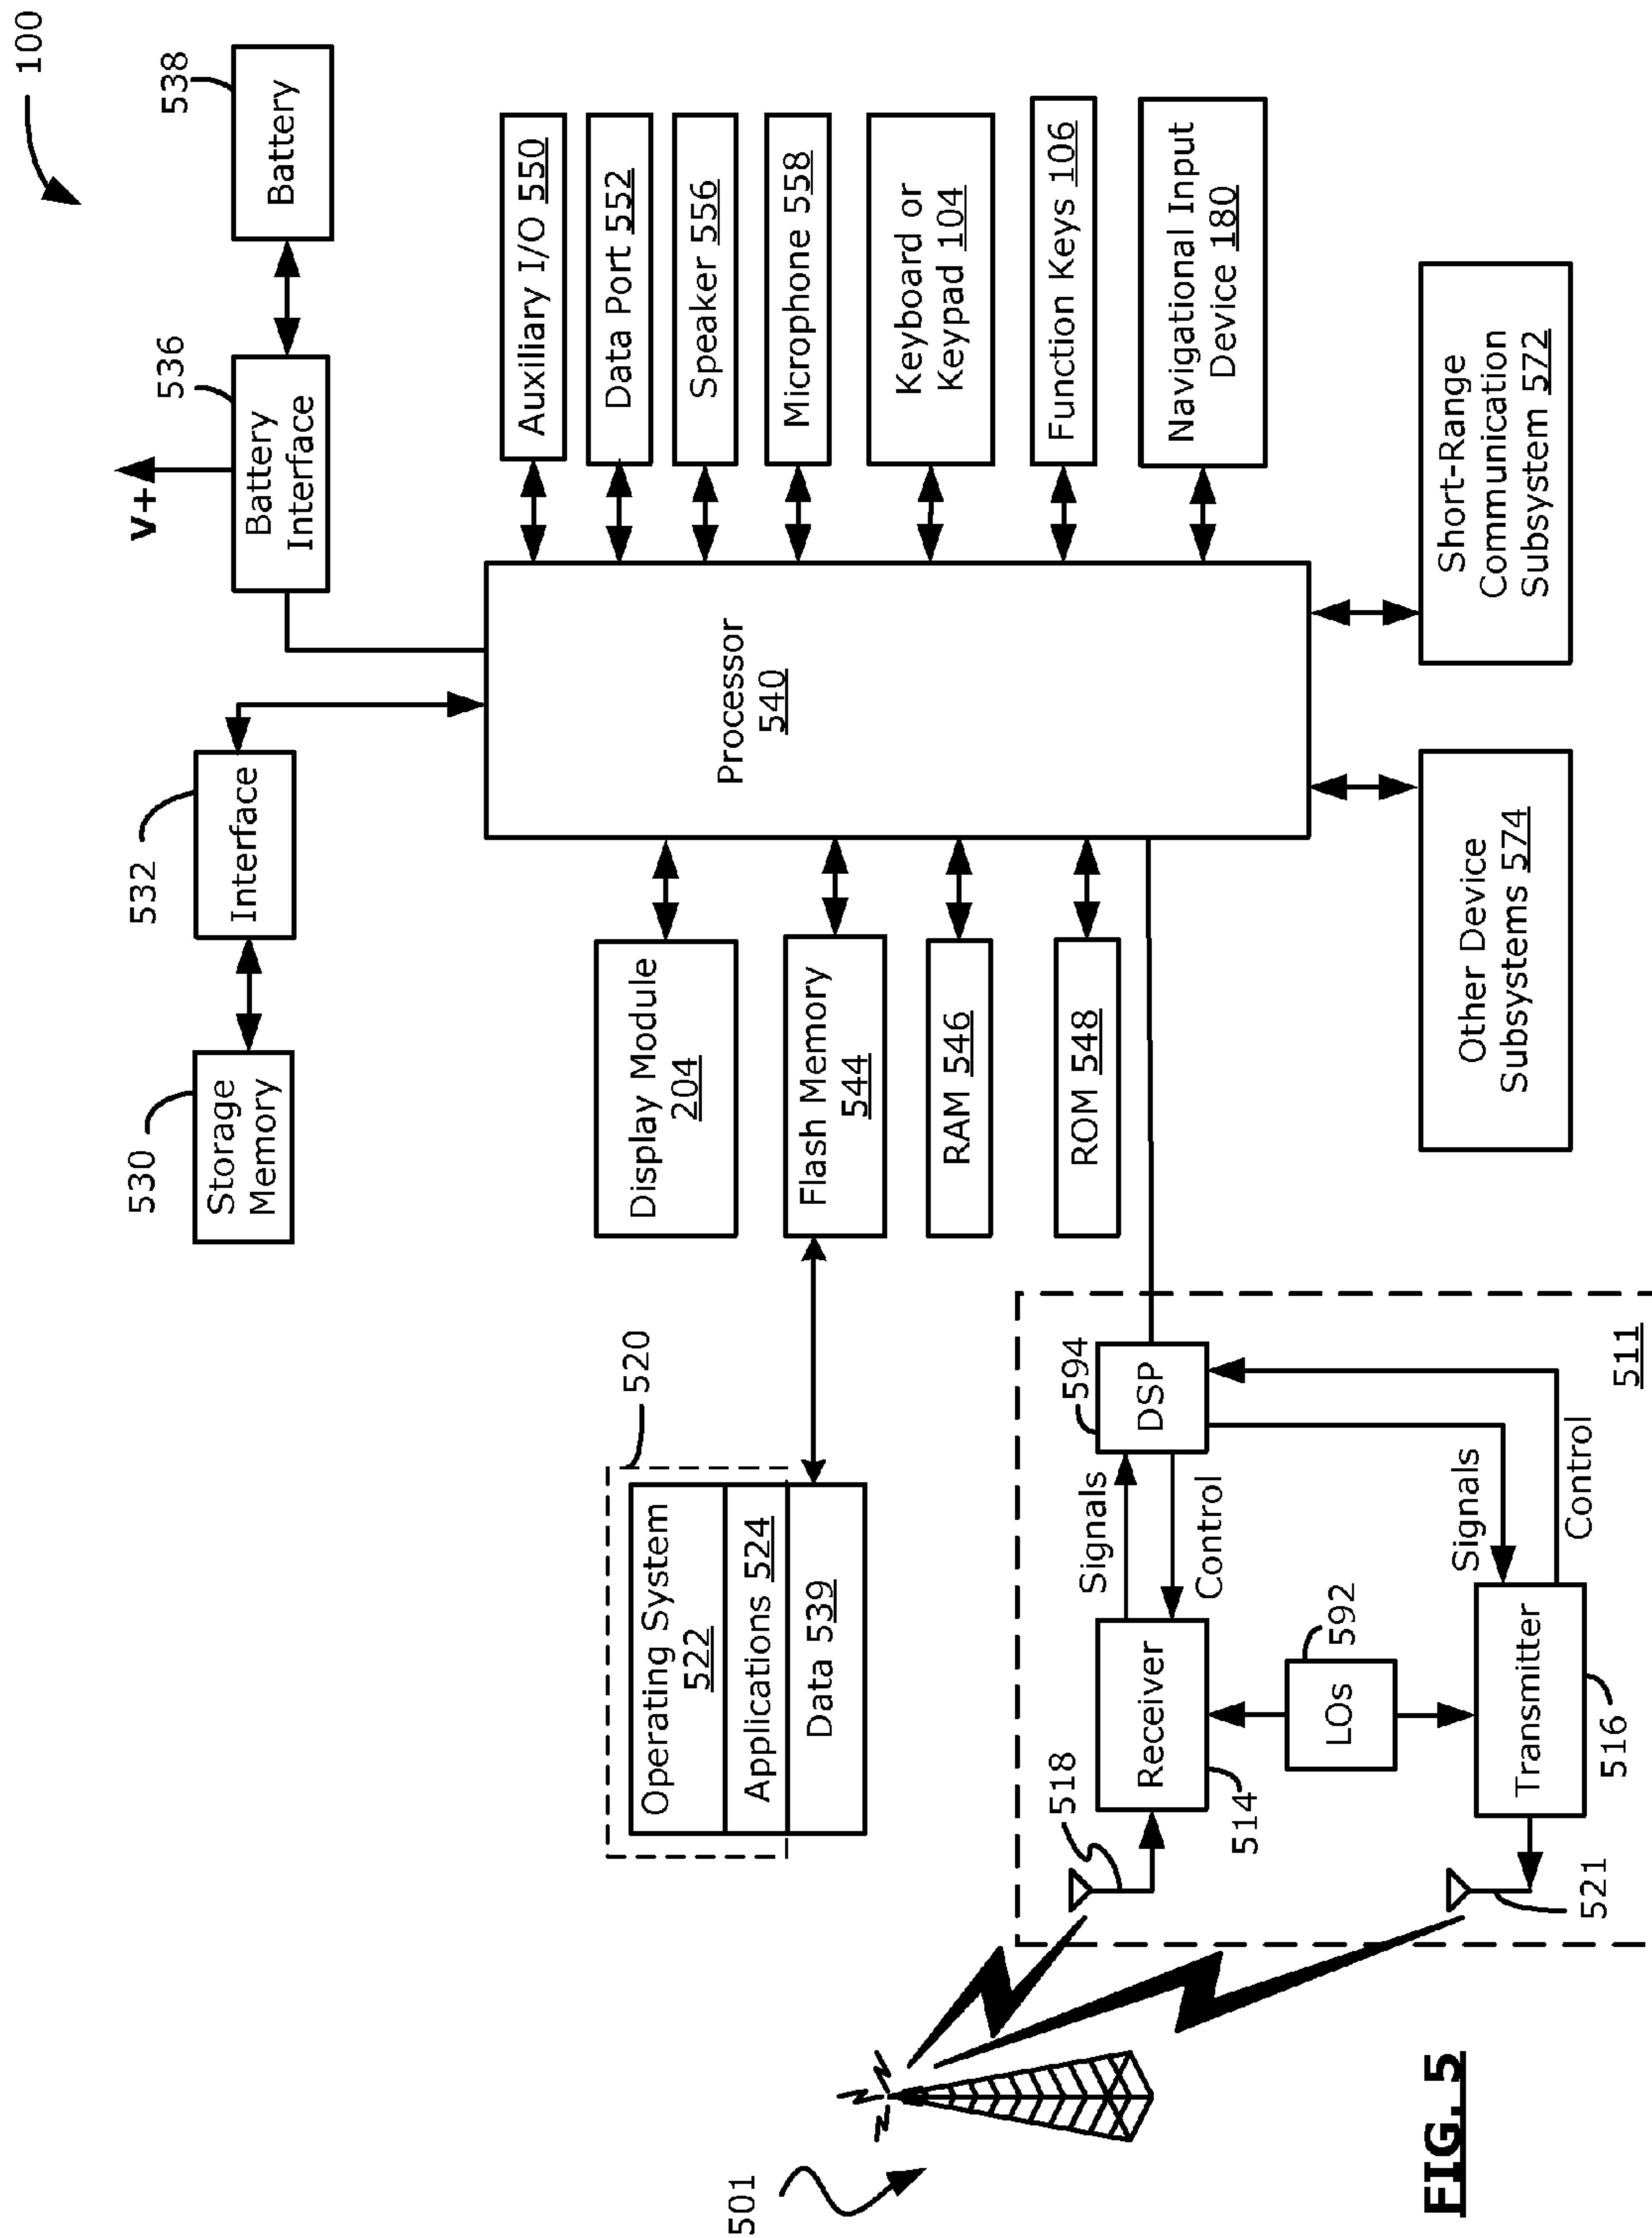 100
530
Storage
Memory
532
Interface
V+
536
Battery
Interface
538
Battery
520
Operating System
522
Applications 524
Data 539
Display Module
204
Flash Memory
544
RAM 546
ROM 548
Processor
540
Auxiliary I/O 550
Data Port 552
Speaker 556
Microphone 558
Keyboard or
Keypad 104
Function Keys 106
Navigational Input
Device 180
501
518
Receiver
514
Signals
Control
594
DSP
LOs
592
Signals
Control
Transmitter
516
521
511
Other Device
Subsystems 574
Short-Range
Communication
Subsystem 572
FIG. 5